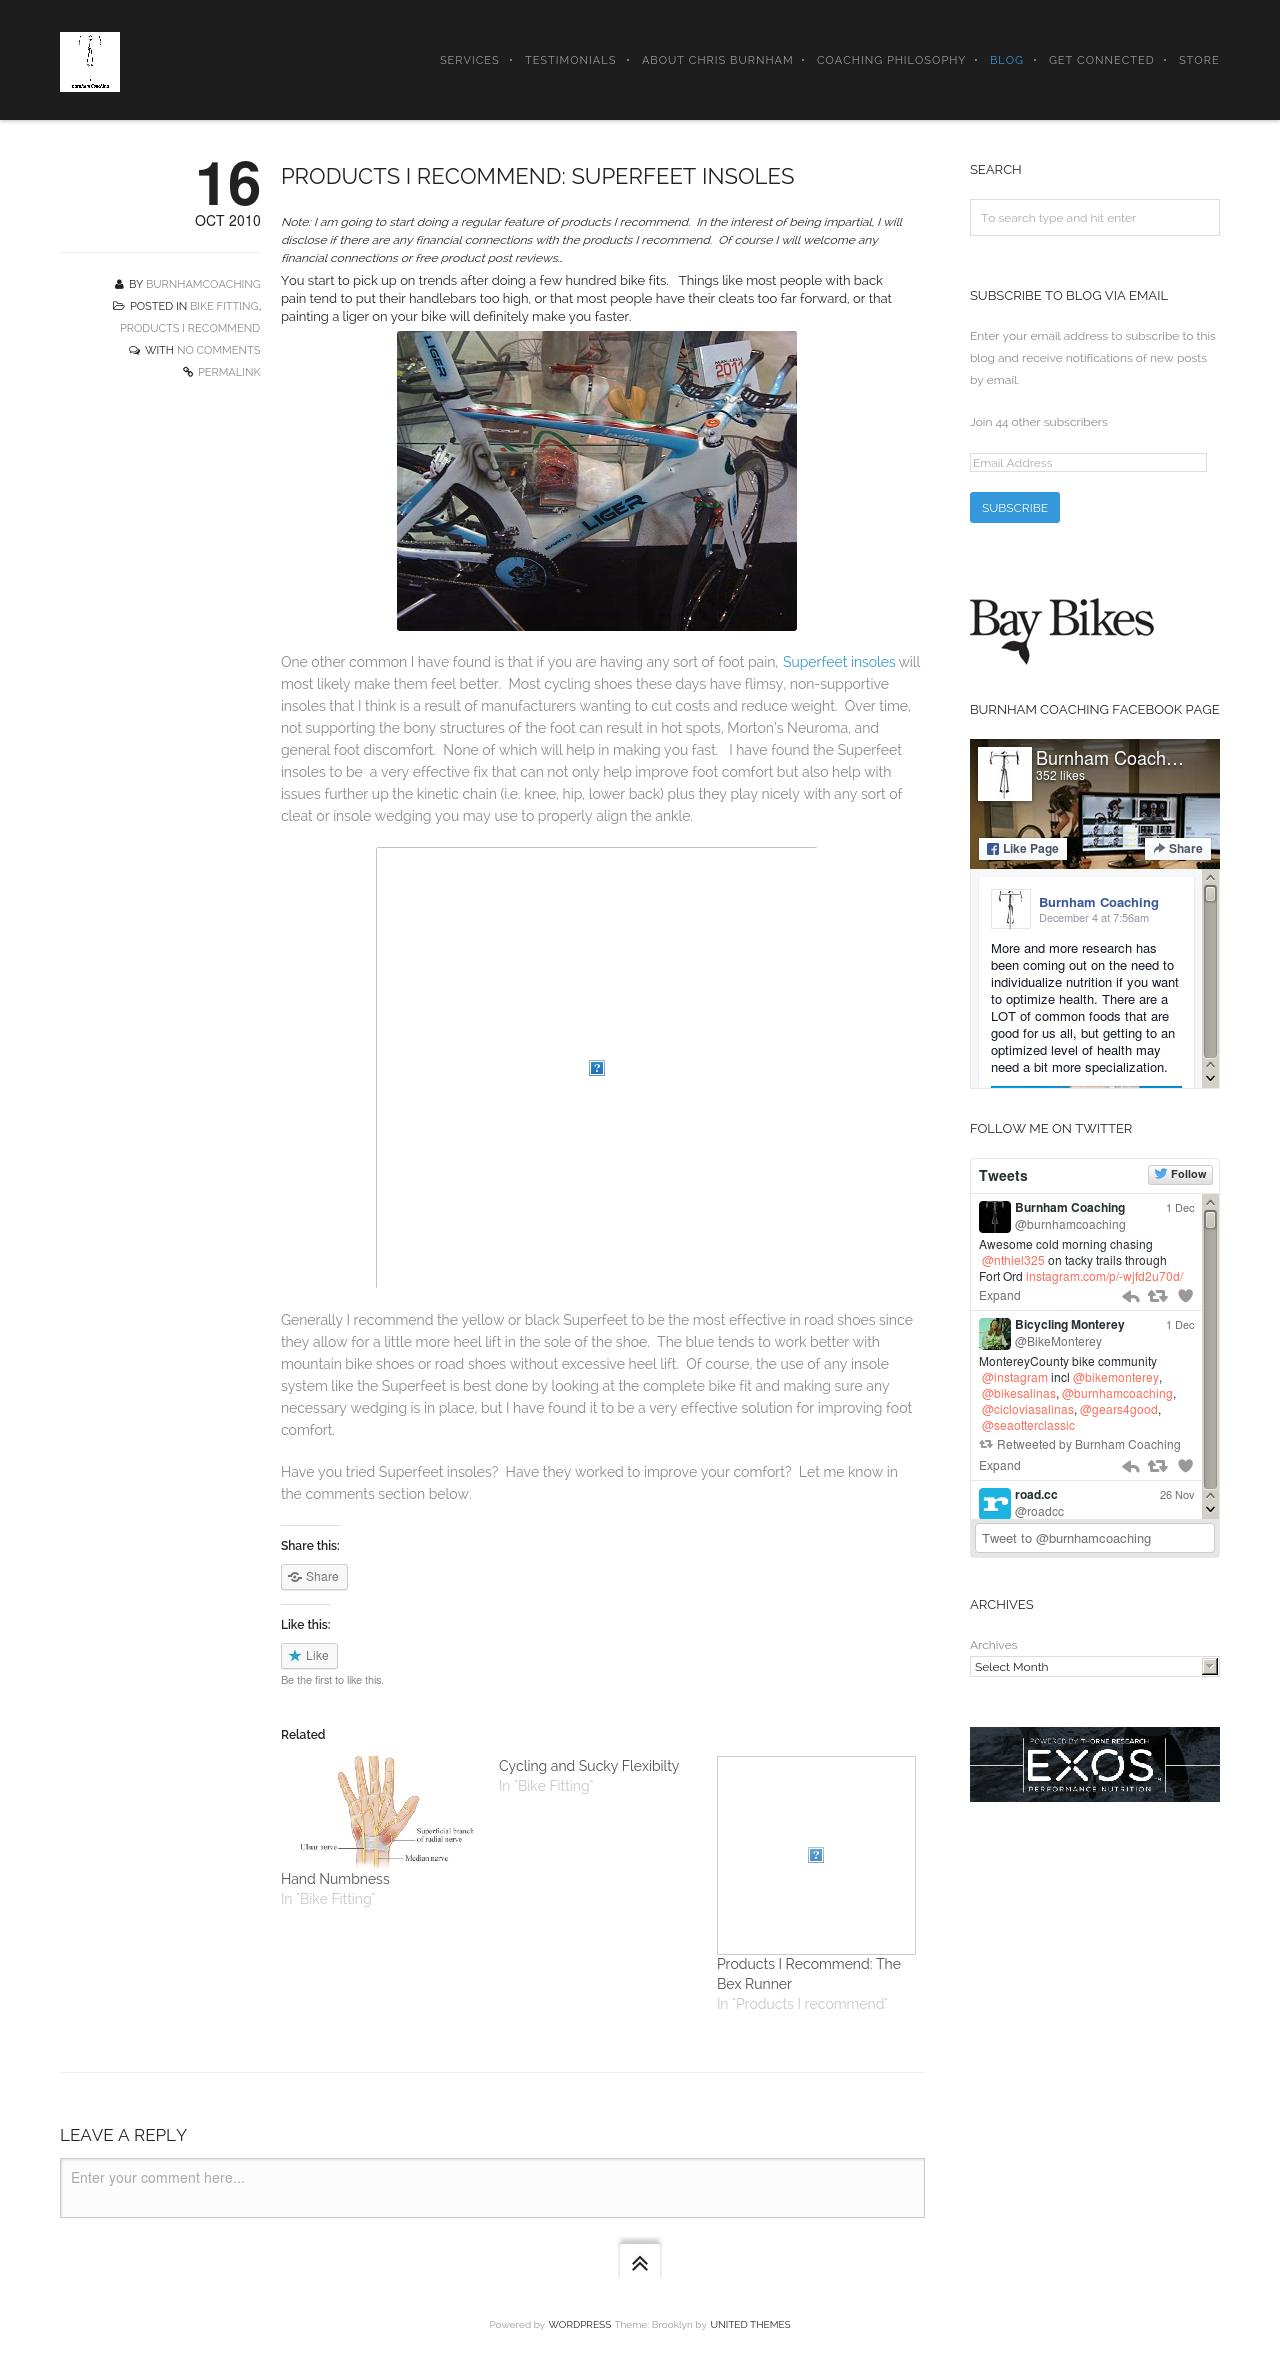 SERVICES • TESTIMONIALS • ABOUT CHRIS BURNHAM • COACHING PHILOSOPHY • BLOG • GET CONNECTED • STORE
16
OCT 2010
BY BURNHAMCOACHING
POSTED IN BIKE FITTING,
PRODUCTS I RECOMMEND
WITH NO COMMENTS
PERMALINK
PRODUCTS I RECOMMEND: SUPERFEET INSOLES
Note: I am going to start doing a regular feature of products I recommend. In the interest of being impartial, I will
disclose if there are any financial connections with the products I recommend. Of course I will welcome any
financial connections or free product post reviews...
You start to pick up on trends after doing a few hundred bike fits. Things like most people with back
pain tend to put their handlebars too high, or that most people have their cleats too far forward, or that
painting a liger on your bike will definitely make you faster.
LIGER
2011
LIGER
One other common I have found is that if you are having any sort of foot pain, Superfeet insoles will
most likely make them feel better. Most cycling shoes these days have flimsy, non-supportive
insoles that I think is a result of manufacturers wanting to cut costs and reduce weight. Over time,
not supporting the bony structures of the foot can result in hot spots, Morton's Neuroma, and
general foot discomfort. None of which will help in making you fast. I have found the Superfeet
insoles to be a very effective fix that can not only help improve foot comfort but also help with
issues further up the kinetic chain (i.e. knee, hip, lower back) plus they play nicely with any sort of
cleat or insole wedging you may use to properly align the ankle.
Generally I recommend the yellow or black Superfeet to be the most effective in road shoes since
they allow for a little more heel lift in the sole of the shoe. The blue tends to work better with
mountain bike shoes or road shoes without excessive heel lift. Of course, the use of any insole
system like the Superfeet is best done by looking at the complete bike fit and making sure any
necessary wedging is in place, but I have found it to be a very effective solution for improving foot
comfort.
Have you tried Superfeet insoles? Have they worked to improve your comfort? Let me know in
the comments section below.
Share this:
Share
Like this:
Like
Be the first to like this.
Related
Superficial branch
of radial nerve
Ulnar nerve
Median nerve
Hand Numbness
In "Bike Fitting"
Cycling and Sucky Flexibilty
In "Bike Fitting"
Products I Recommend: The
Bex Runner
In "Products I recommend"
LEAVE A REPLY
Enter your comment here...
SEARCH
To search type and hit enter
SUBSCRIBE TO BLOG VIA EMAIL
Enter your email address to subscribe to this
blog and receive notifications of new posts
by email.
Join 44 other subscribers
Email Address
SUBSCRIBE
Bay Bikes
BURNHAM COACHING FACEBOOK PAGE
Burnham Coach...
352 likes
Like Page
Share
Burnham Coaching
December 4 at 7:56am
More and more research has
been coming out on the need to
individualize nutrition if you want
to optimize health. There are a
LOT of common foods that are
good for us all, but getting to an
optimized level of health may
need a bit more specialization.
FOLLOW ME ON TWITTER
Tweets
Follow
Burnham Coaching 1 Dec
@burnhamcoaching
Awesome cold morning chasing
@nthiel325 on tacky trails through
Fort Ord instagram.com/p/-wjfd2u70d/
Expand
Bicycling Monterey 1 Dec
@BikeMonterey
MontereyCounty bike community
@instagram incl @bikemonterey,
@bikesalinas, @burnhamcoaching,
@cicloviasalinas, @gears4good,
@seaotterclassic
Retweeted by Burnham Coaching
Expand
road.cc 26 Nov
@roadcc
Tweet to @burnhamcoaching
ARCHIVES
Archives
Select Month
POWERED BY THORNE RESEARCH
EXOS
PERFORMANCE NUTRITION
Powered by WORDPRESS Theme: Brooklyn by UNITED THEMES